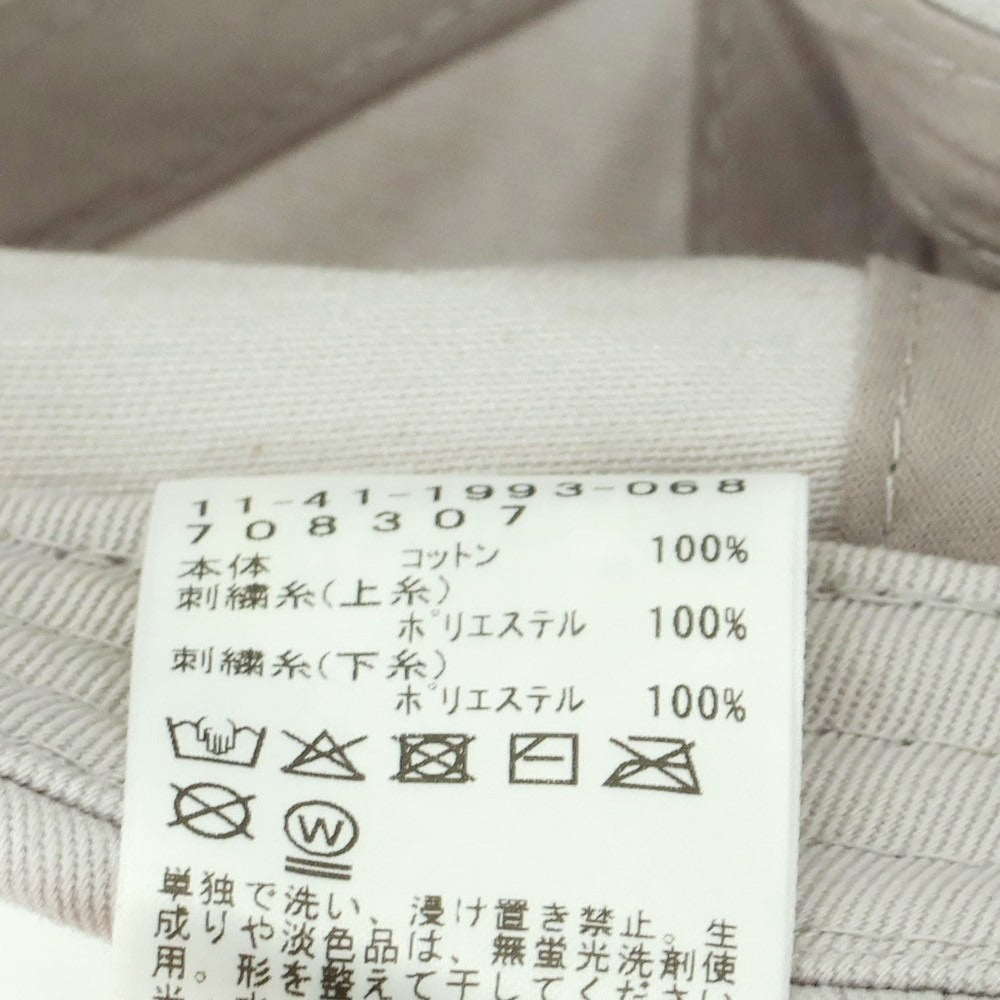 11-41-1993-068
708307
本体 コットン 100%
刺繍糸(上糸)
ポリエステル 100%
刺繍糸(下糸)
ポリエステル 100%
W
単独で洗い、浸け置き禁止。生
成りや淡色品は、無蛍光洗剤使
用。形を整えて干してください